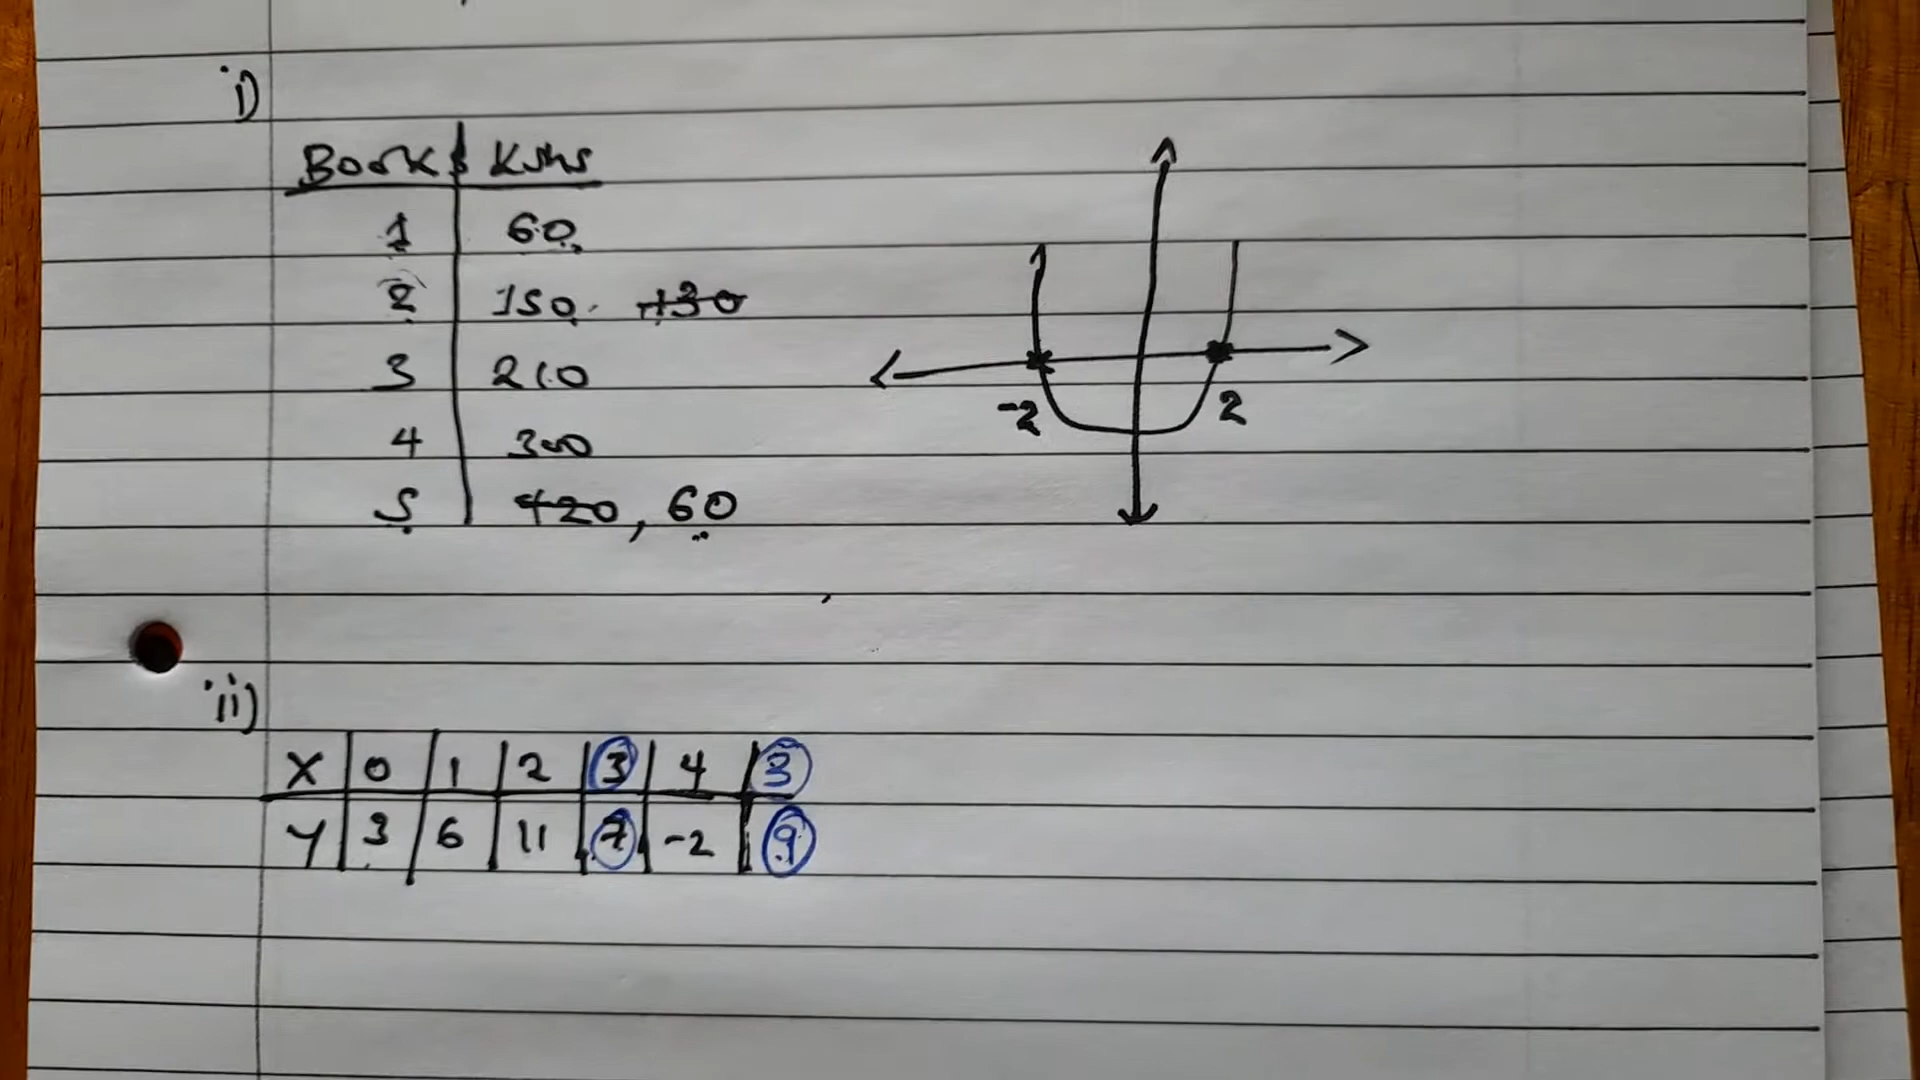 i)
Books Kshs
1 60
2 150 +30
3 210
4 300
5 420, 60
-2 2
ii)
X 0 1 2 3 4 3
Y 3 6 11 7 -2 9